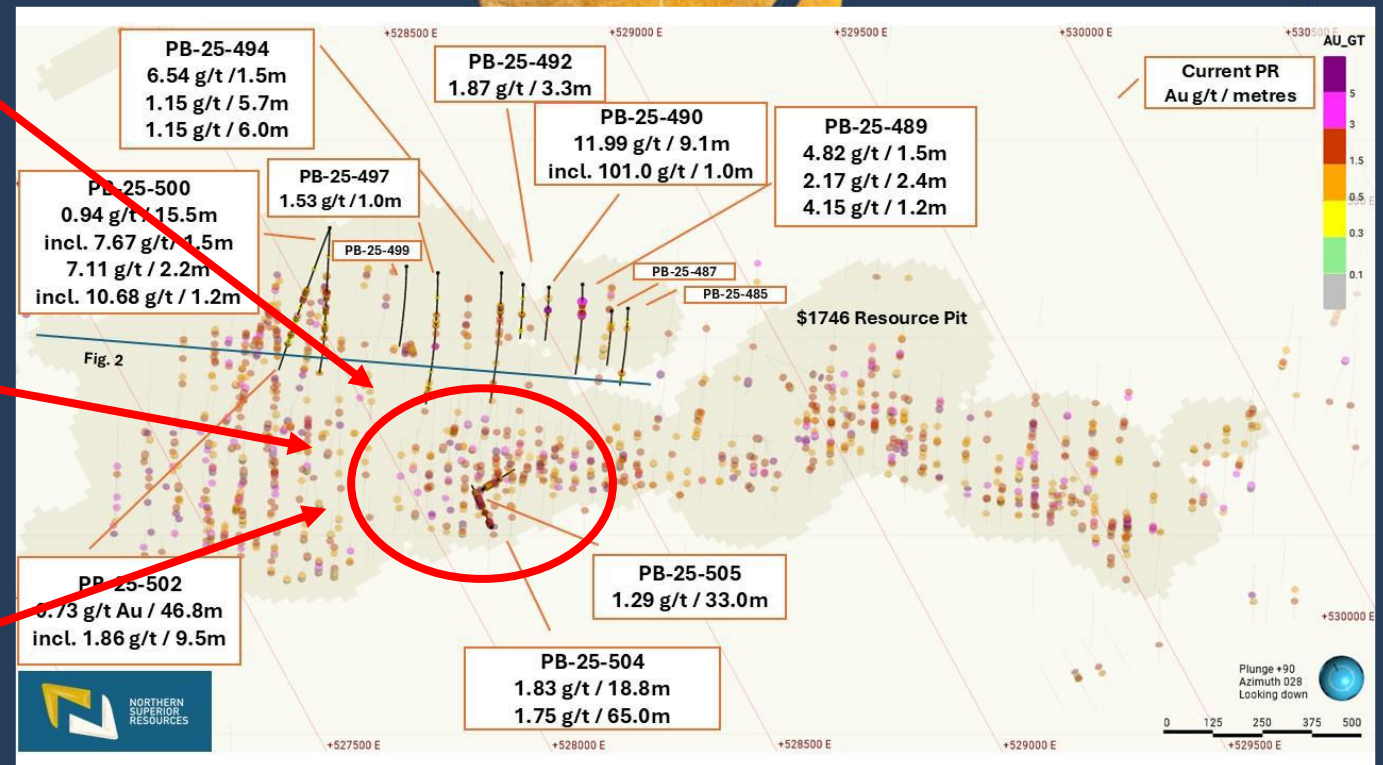 +528500 E
+529000 E
+529500 E
+530000 E
AU_GT
5
3
1.5
0.5
0.3
0.1
Current PR
Au g/t / metres
PB-25-494
6.54 g/t /1.5m
1.15 g/t / 5.7m
1.15 g/t / 6.0m
PB-25-492
1.87 g/t / 3.3m
PB-25-490
11.99 g/t / 9.1m
incl. 101.0 g/t / 1.0m
PB-25-489
4.82 g/t / 1.5m
2.17 g/t / 2.4m
4.15 g/t / 1.2m
PB-25-497
1.53 g/t / 1.0m
PB-25-500
0.94 g/t / 15.5m
incl. 7.67 g/t / 1.5m
7.11 g/t / 2.2m
incl. 10.68 g/t / 1.2m
PB-25-499
PB-25-487
PB-25-485
$1746 Resource Pit
Fig. 2
PB-25-502
g/t Au / 46.8m
incl. 1.86 g/t / 9.5m
PB-25-505
1.29 g/t / 33.0m
PB-25-504
1.83 g/t / 18.8m
1.75 g/t / 65.0m
NORTHERN
SUPERIOR
RESOURCES
+530000 E
Plunge +90
Azimuth 028
Looking down
0 125 250 375 500
+527500 E
+528000 E
+528500 E
+529000 E
+529500 E